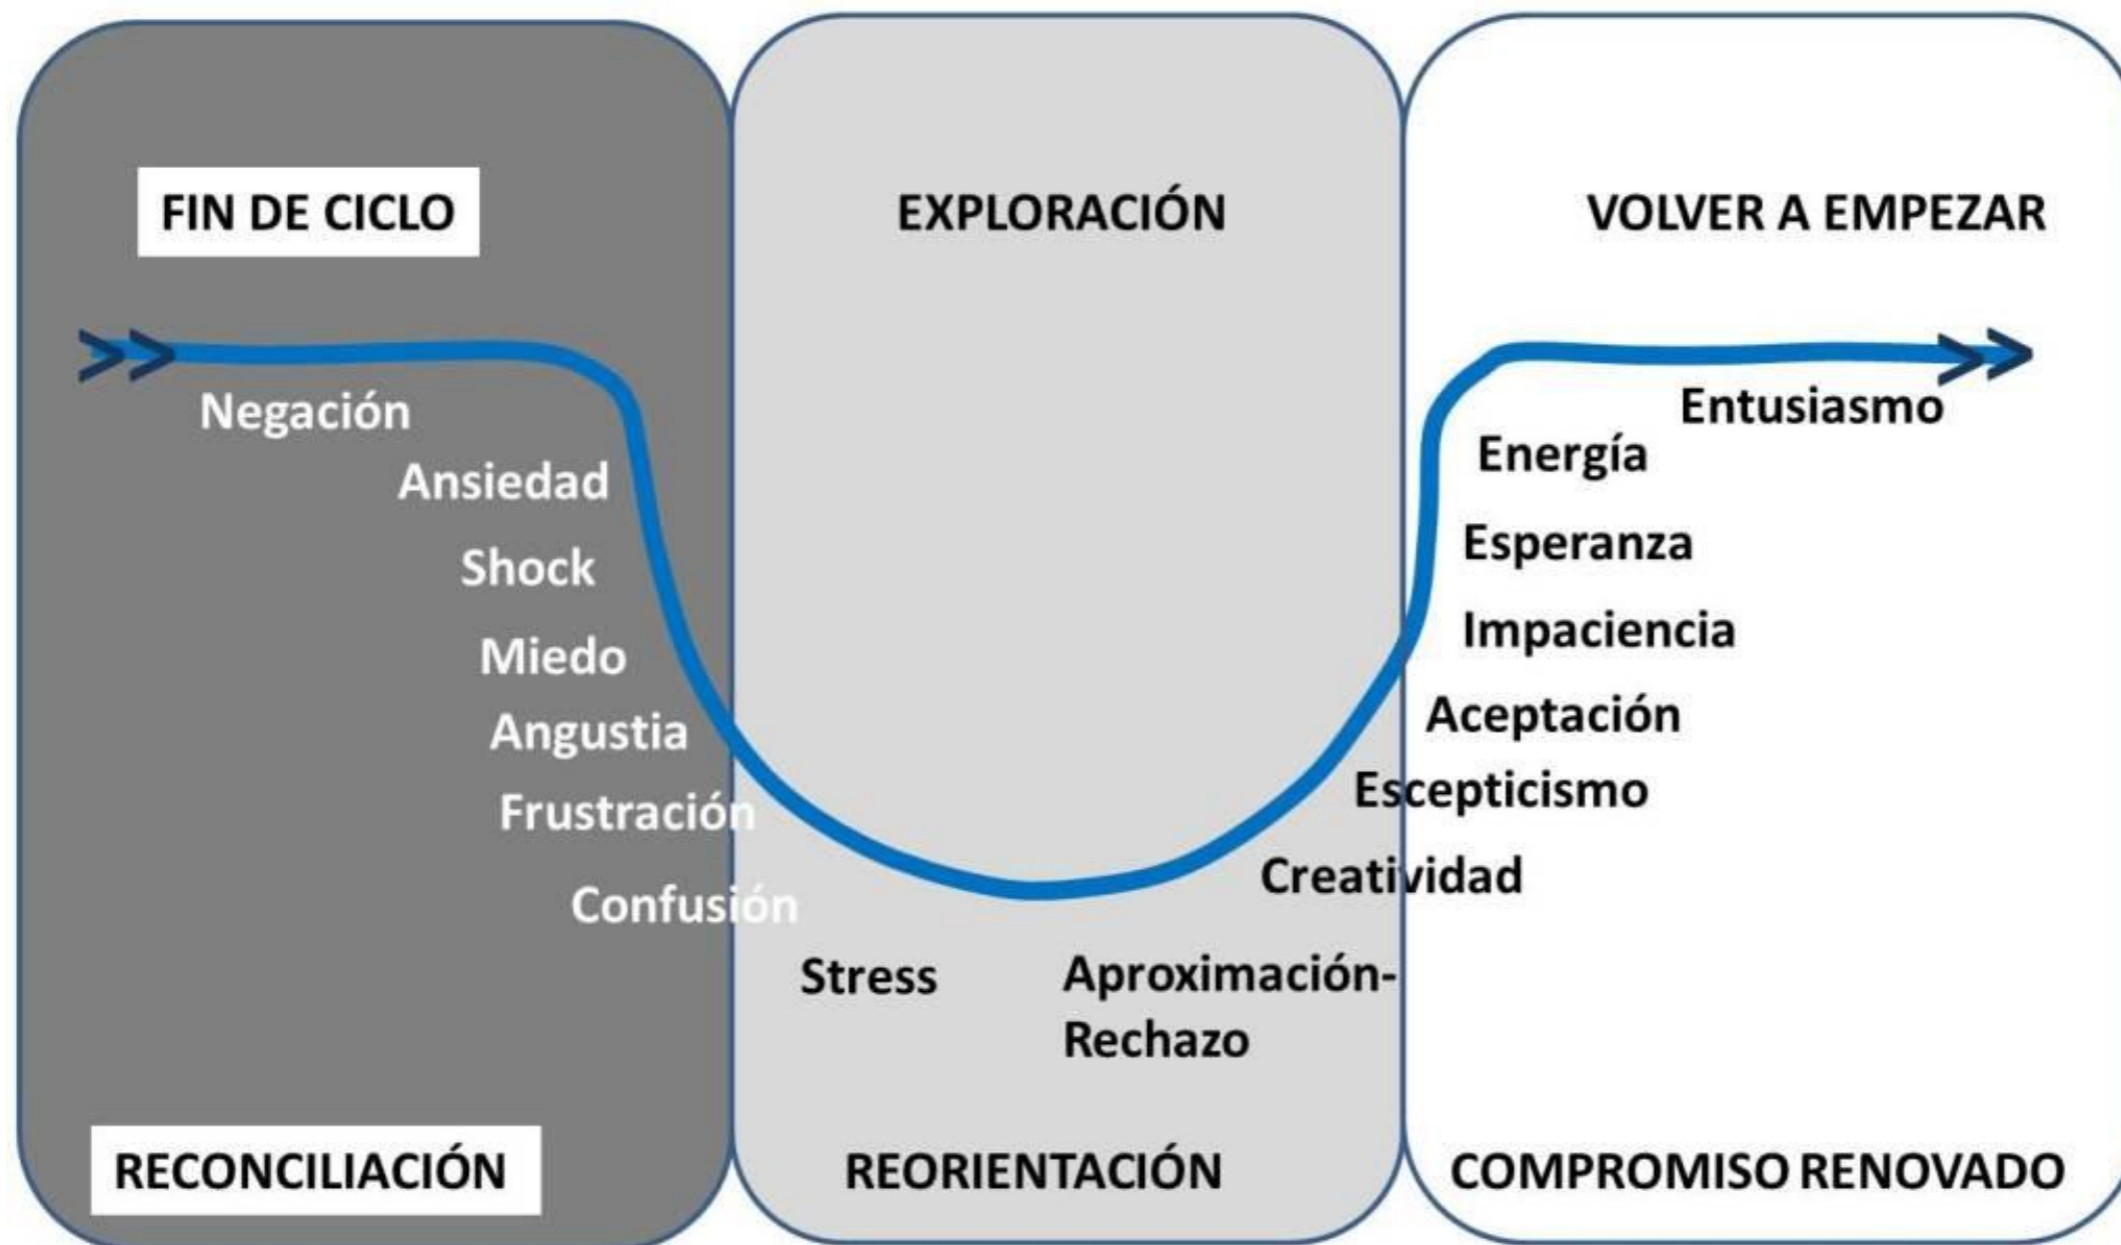 FIN DE CICLO
Negación
Ansiedad
Shock
Miedo
Angustia
Frustración
Confusión
RECONCILIACIÓN
EXPLORACIÓN
Stress
Aproximación-
Rechazo
REORIENTACIÓN
VOLVER A EMPEZAR
Entusiasmo
Energía
Esperanza
Impaciencia
Aceptación
Escepticismo
Creatividad
COMPROMISO RENOVADO